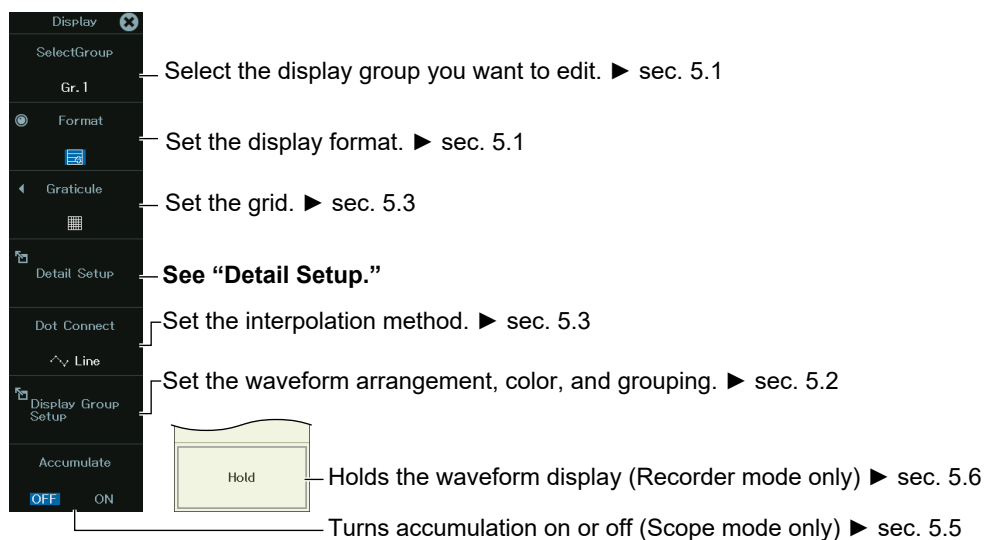 Display
SelectGroup
Gr.1
Select the display group you want to edit. ► sec. 5.1
Format
Set the display format. ► sec. 5.1
Graticule
Set the grid. ► sec. 5.3
Detail Setup
See “Detail Setup.”
Dot Connect
Line
Set the interpolation method. ► sec. 5.3
Display Group
Setup
Set the waveform arrangement, color, and grouping. ► sec. 5.2
Accumulate
OFF ON
Hold
Holds the waveform display (Recorder mode only) ► sec. 5.6
Turns accumulation on or off (Scope mode only) ► sec. 5.5